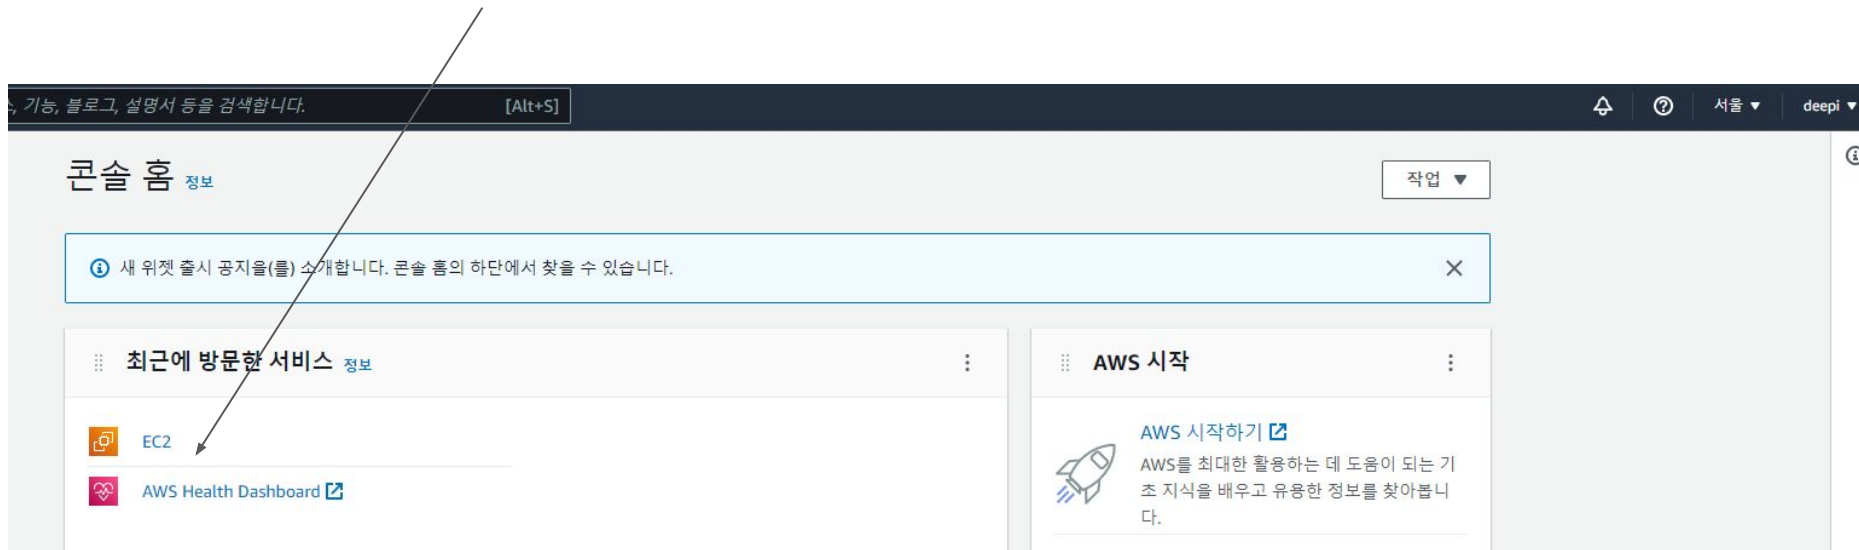 기능, 블로그, 설명서 등을 검색합니다. [Alt+S] 서울 ▼ deepi ▼
콘솔 홈 정보
작업 ▼
새 위젯 출시 공지을(를) 소개합니다. 콘솔 홈의 하단에서 찾을 수 있습니다.
최근에 방문한 서비스 정보
EC2
AWS Health Dashboard
AWS 시작
AWS 시작하기
AWS를 최대한 활용하는 데 도움이 되는 기
초 지식을 배우고 유용한 정보를 찾아봅니
다.